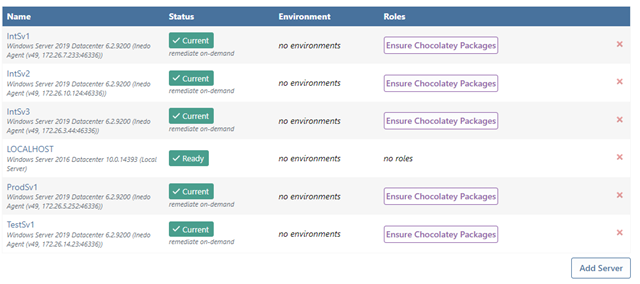 Name Status Environment Roles
IntSv1
Windows Server 2019 Datacenter 6.2.9200 (Inedo
Agent (v49, 172.26.7.233:46336))
Current
remediate on-demand
no environments
Ensure Chocolatey Packages
IntSv2
Windows Server 2019 Datacenter 6.2.9200 (Inedo
Agent (v49, 172.26.10.124:46336))
Current
remediate on-demand
no environments
Ensure Chocolatey Packages
IntSv3
Windows Server 2019 Datacenter 6.2.9200 (Inedo
Agent (v49, 172.26.3.44:46336))
Current
remediate on-demand
no environments
Ensure Chocolatey Packages
LOCALHOST
Windows Server 2016 Datacenter 10.0.14393 (Local
Server)
Ready
no environments
no roles
ProdSv1
Windows Server 2019 Datacenter 6.2.9200 (Inedo
Agent (v49, 172.26.5.252:46336))
Current
remediate on-demand
no environments
Ensure Chocolatey Packages
TestSv1
Windows Server 2019 Datacenter 6.2.9200 (Inedo
Agent (v49, 172.26.14.23:46336))
Current
remediate on-demand
no environments
Ensure Chocolatey Packages
Add Server